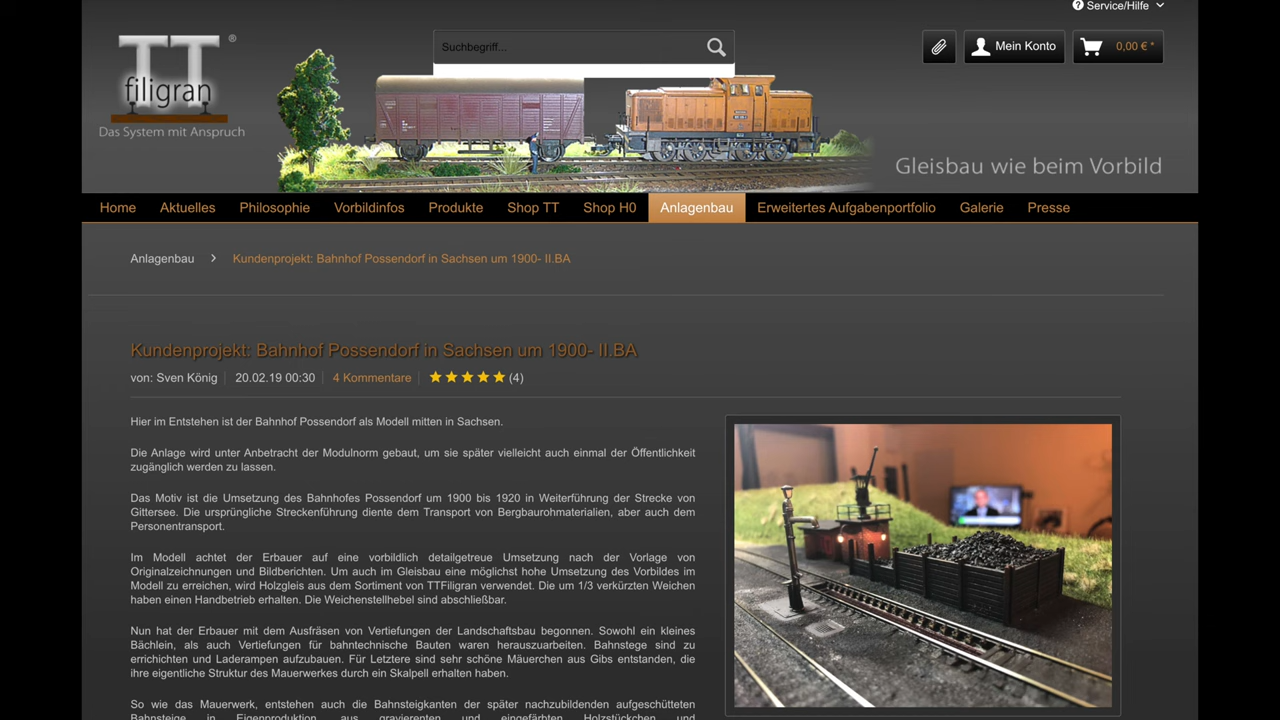 Service/Hilfe
TT
®
filigran
Das System mit Anspruch
Suchbegriff...
Mein Konto
0,00 € *
Gleisbau wie beim Vorbild
Home Aktuelles Philosophie Vorbildinfos Produkte Shop TT Shop H0 Anlagenbau Erweitertes Aufgabenportfolio Galerie Presse
Anlagenbau Kundenprojekt: Bahnhof Possendorf in Sachsen um 1900- II.BA
Kundenprojekt: Bahnhof Possendorf in Sachsen um 1900- II.BA
von: Sven König 20.02.19 00:30 4 Kommentare (4)
Hier im Entstehen ist der Bahnhof Possendorf als Modell mitten in Sachsen.
Die Anlage wird unter Anbetracht der Modulnorm gebaut, um sie später vielleicht auch einmal der Öffentlichkeit
zugänglich werden zu lassen.
Das Motiv ist die Umsetzung des Bahnhofes Possendorf um 1900 bis 1920 in Weiterführung der Strecke von
Gittersee. Die ursprüngliche Streckenführung diente dem Transport von Bergbaurohmaterialien, aber auch dem
Personentransport.
Im Modell achtet der Erbauer auf eine vorbildlich detailgetreue Umsetzung nach der Vorlage von
Originalzeichnungen und Bildberichten. Um auch im Gleisbau eine möglichst hohe Umsetzung des Vorbildes im
Modell zu erreichen, wird Holzgleis aus dem Sortiment von TTFiligran verwendet. Die um 1/3 verkürzten Weichen
haben einen Handbetrieb erhalten. Die Weichenstellhebel sind abschließbar.
Nun hat der Erbauer mit dem Ausfräsen von Vertiefungen der Landschaftsbau begonnen. Sowohl ein kleines
Bächlein, als auch Vertiefungen für bahntechnische Bauten waren herauszuarbeiten. Bahnstege sind zu
errichichten und Laderampen aufzubauen. Für Letztere sind sehr schöne Mäuerchen aus Gibs entstanden, die
ihre eigentliche Struktur des Mauerwerkes durch ein Skalpell erhalten haben.
So wie das Mauerwerk, entstehen auch die Bahnsteigkanten der später nachzubildenden aufgeschütteten
Bahnsteige in Eigenproduktion aus gravierenten und eingefärbten Holzstückchen und